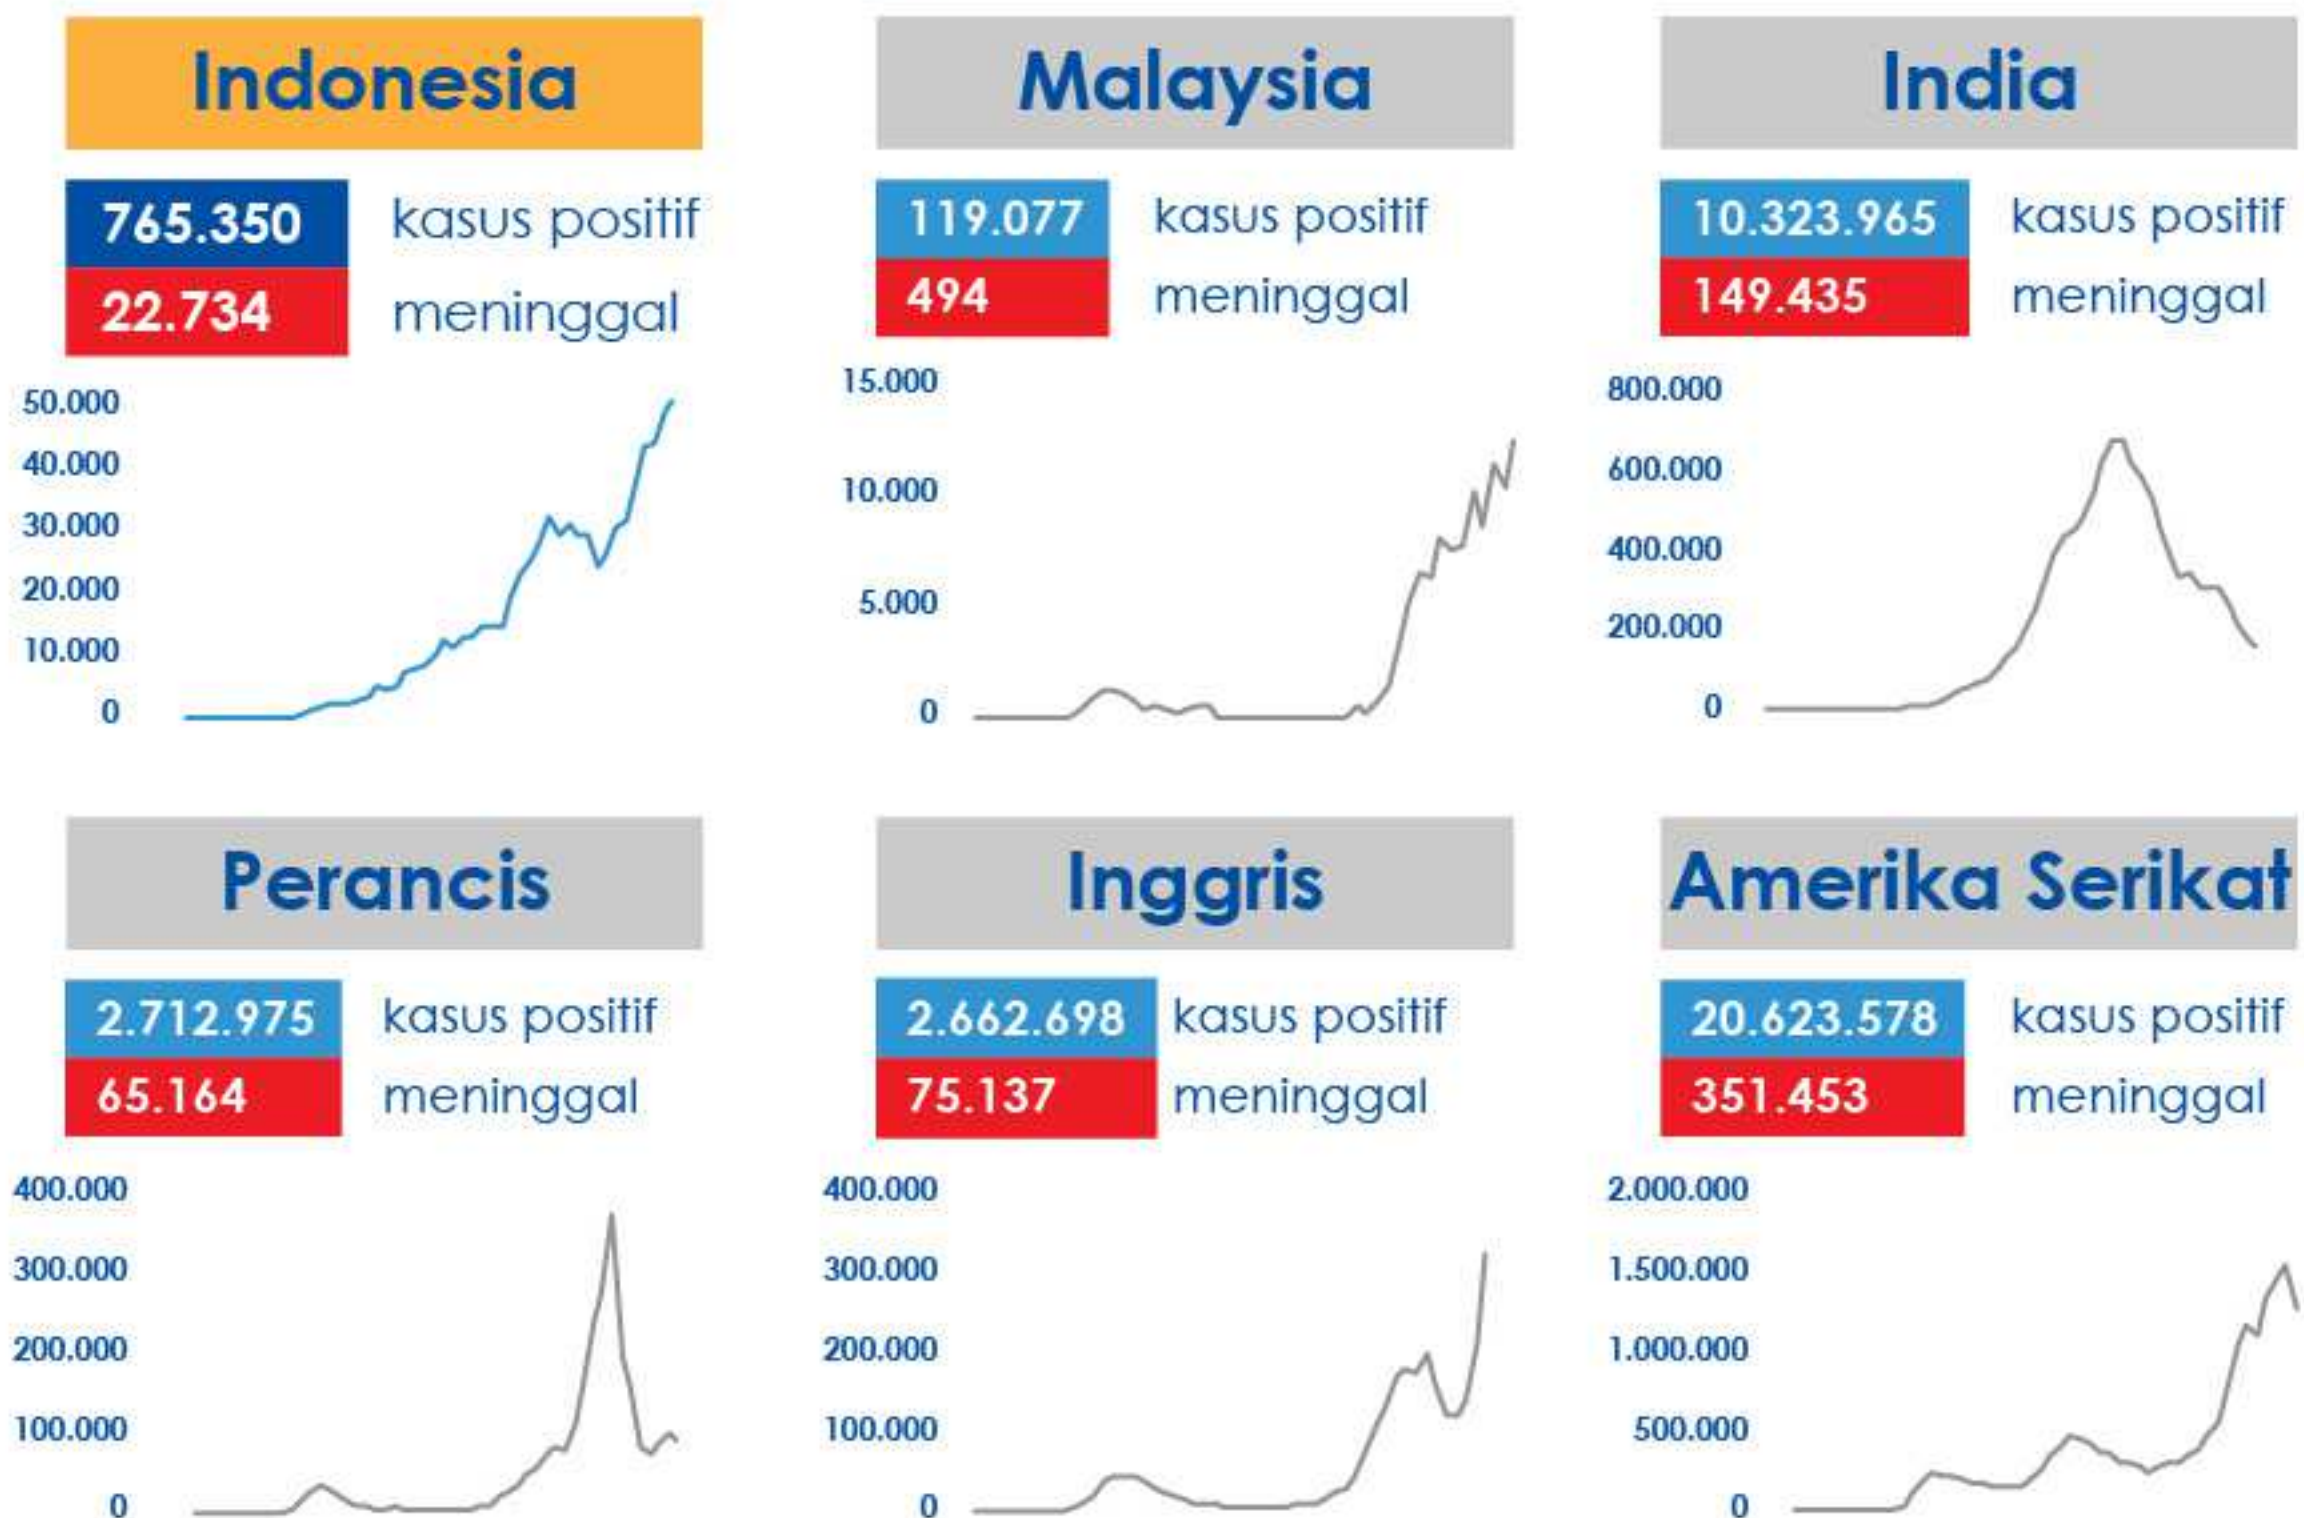 Indonesia
765.350 kasus positif
22.734 meninggal
50.000
40.000
30.000
20.000
10.000
0
Malaysia
119.077 kasus positif
494 meninggal
15.000
10.000
5.000
0
India
10.323.965 kasus positif
149.435 meninggal
800.000
600.000
400.000
200.000
0
Perancis
2.712.975 kasus positif
65.164 meninggal
400.000
300.000
200.000
100.000
0
Inggris
2.662.698 kasus positif
75.137 meninggal
400.000
300.000
200.000
100.000
0
Amerika Serikat
20.623.578 kasus positif
351.453 meninggal
2.000.000
1.500.000
1.000.000
500.000
0